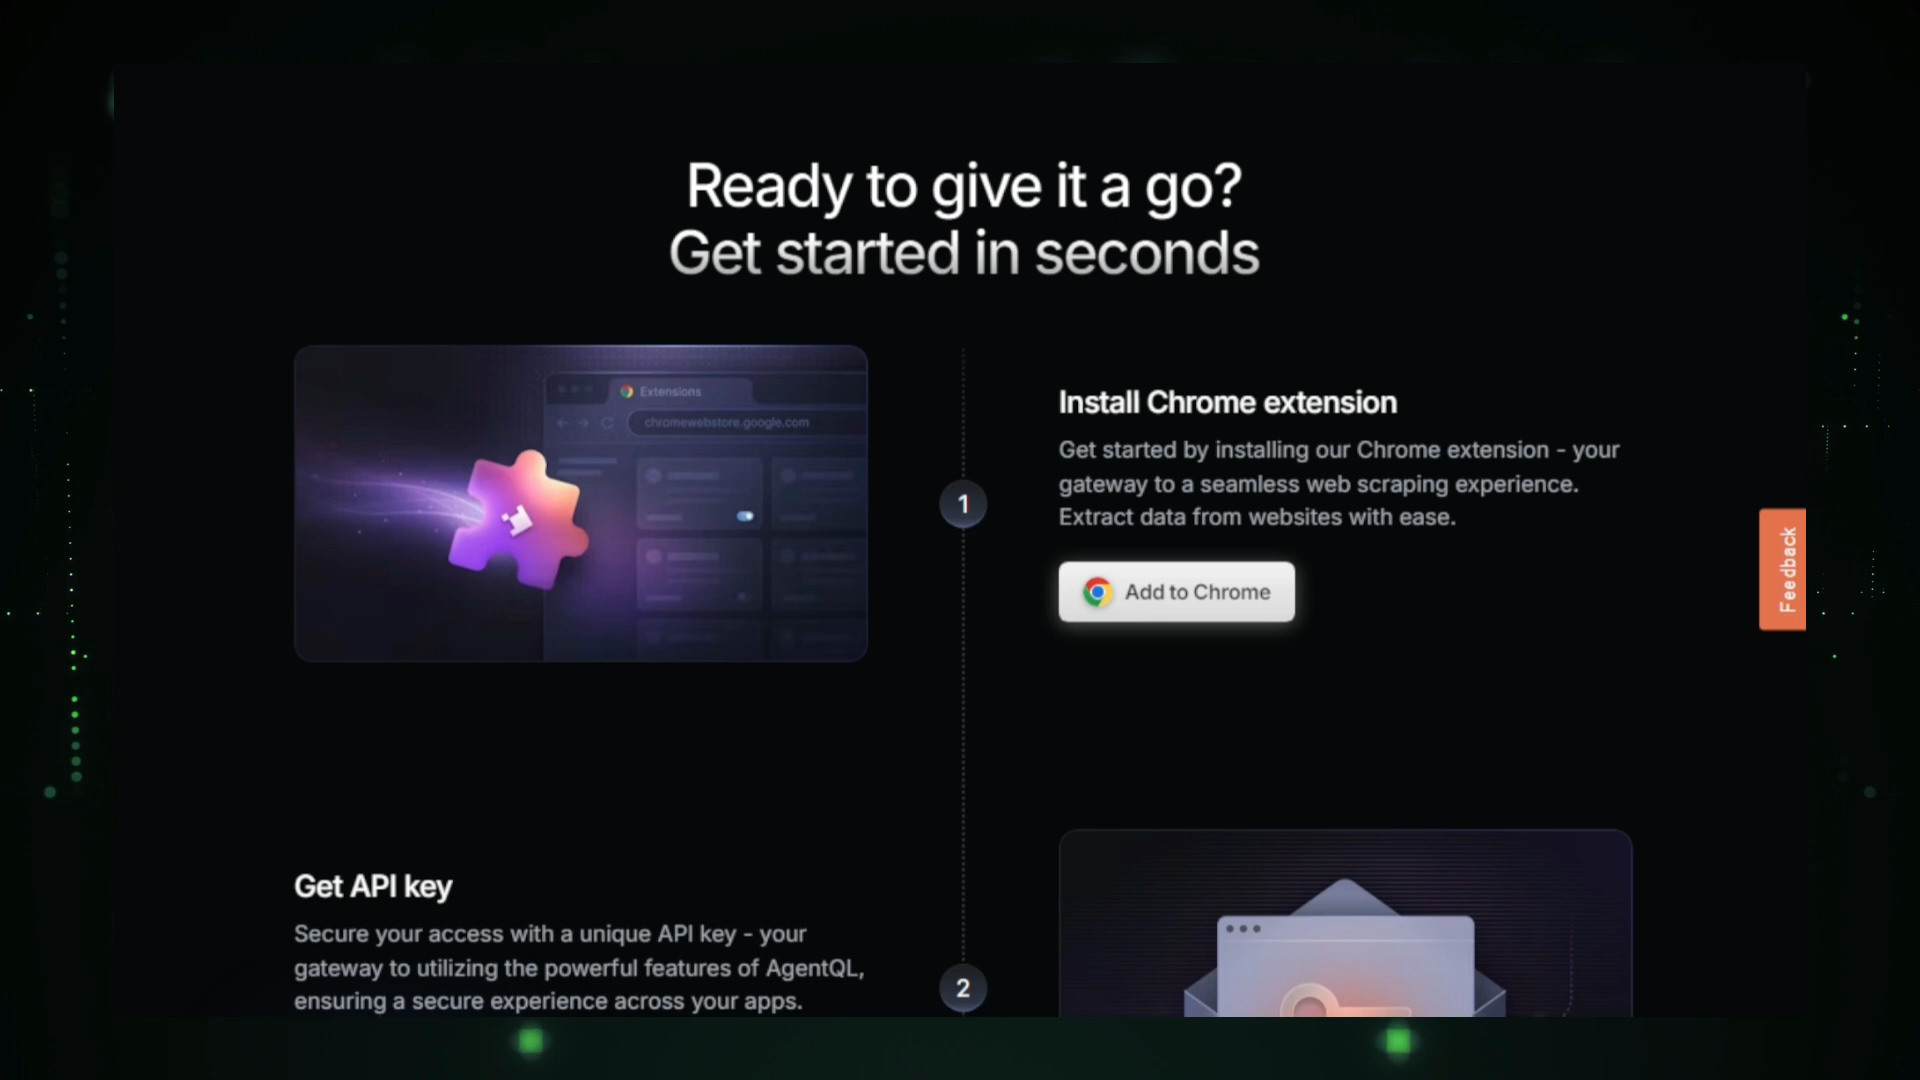 Ready to give it a go?
Get started in seconds
Extensions
chromewebstore.google.com
Install Chrome extension
Get started by installing our Chrome extension - your
gateway to a seamless web scraping experience.
Extract data from websites with ease.
1
Add to Chrome
Feedback
Get API key
Secure your access with a unique API key - your
gateway to utilizing the powerful features of AgentQL,
ensuring a secure experience across your apps.
2